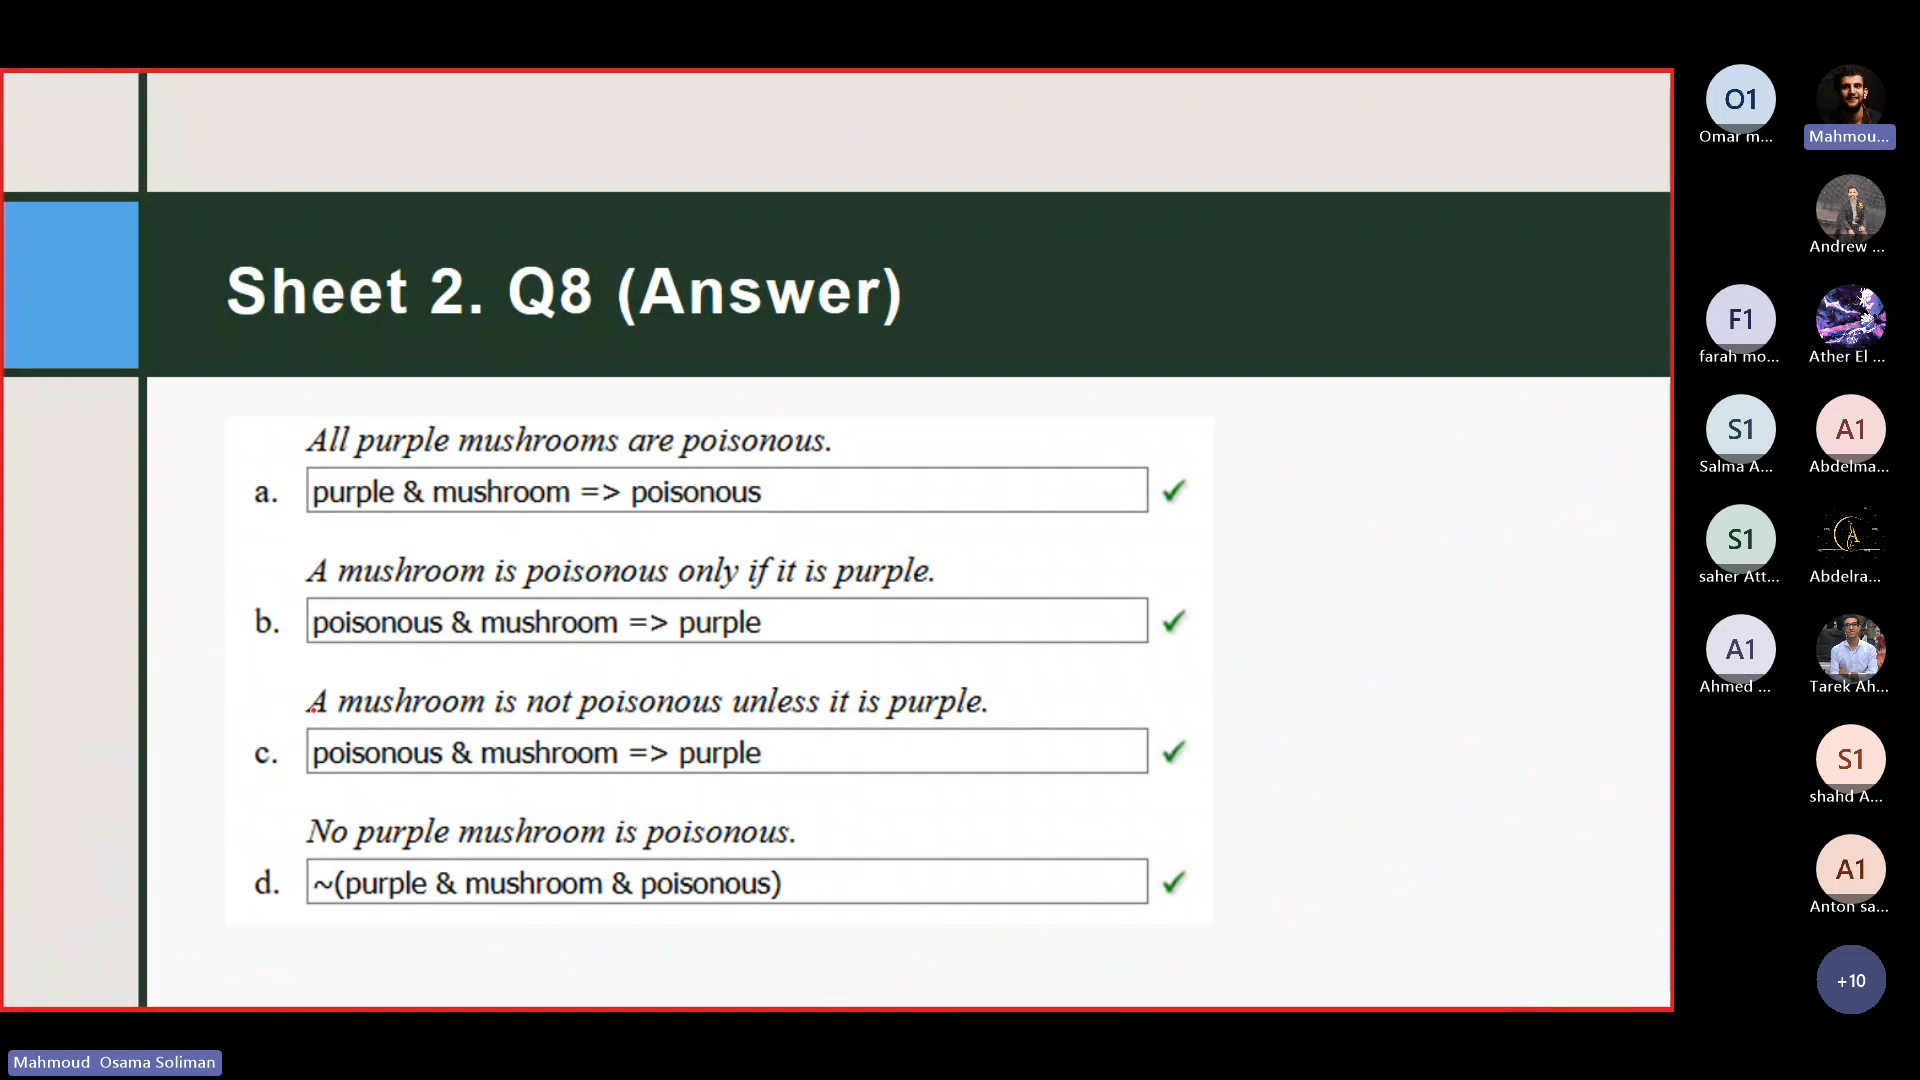 Sheet 2. Q8 (Answer)
All purple mushrooms are poisonous.
a. purple & mushroom => poisonous ✔
A mushroom is poisonous only if it is purple.
b. poisonous & mushroom => purple ✔
A mushroom is not poisonous unless it is purple.
c. poisonous & mushroom => purple ✔
No purple mushroom is poisonous.
d. ~(purple & mushroom & poisonous) ✔
O1
Omar m...
Mahmou...
Andrew ...
F1
farah mo...
Ather El ...
S1
Salma A...
A1
Abdelma...
S1
saher Att...
A
Abdelra...
A1
Ahmed ...
Tarek Ah...
S1
shahd A...
A1
Anton sa...
+10
Mahmoud Osama Soliman